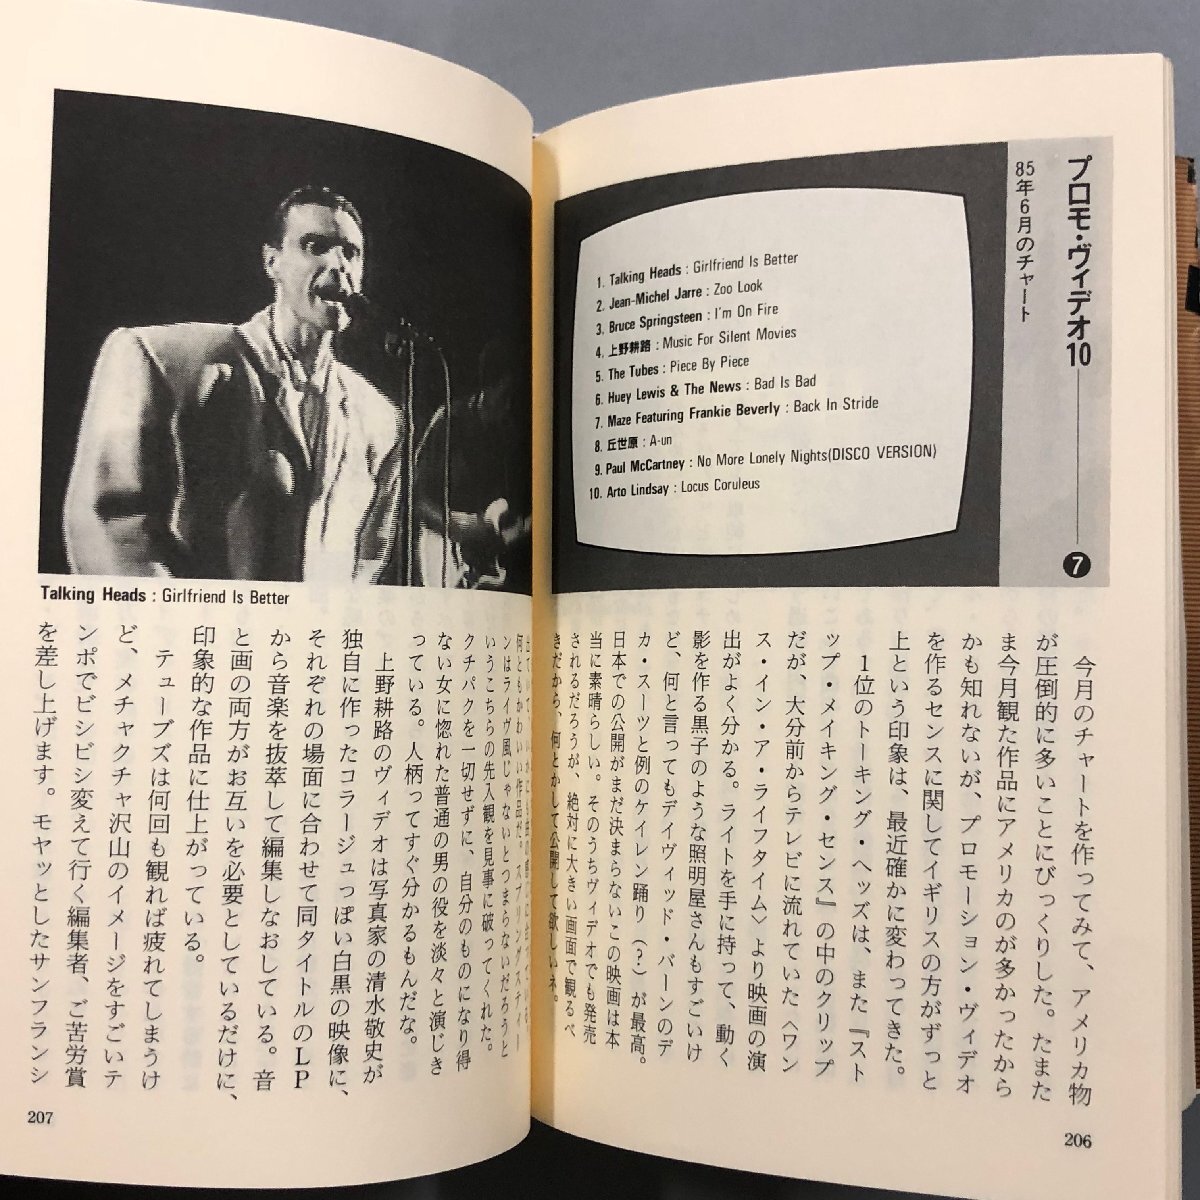 プロモ・ヴィデオ10
7
85年6月のチャート
1. Talking Heads : Girlfriend Is Better
2. Jean-Michel Jarre : Zoo Look
3. Bruce Springsteen : I'm On Fire
4. 上野耕路 : Music For Silent Movies
5. The Tubes : Piece By Piece
6. Huey Lewis & The News : Bad Is Bad
7. Maze Featuring Frankie Beverly : Back In Stride
8. 丘世原 : A-un
9. Paul McCartney : No More Lonely Nights(DISCO VERSION)
10. Arto Lindsay : Locus Coruleus
今月のチャートを作ってみて、アメリカ物
が圧倒的に多いことにびっくりした。たまた
ま今月観た作品にアメリカのが多かったから
かも知れないが、プロモーション・ヴィデオ
を作るセンスに関してイギリスの方がずっと
上という印象は、最近確かに変わってきた。
1位のトーキング・ヘッズは、また『スト
ップ・メイキング・センス』の中のクリップ
だが、大分前からテレビに流れていた〈ワン
ス・イン・ア・ライフタイム〉より映画の演
出がよく分かる。ライトを手に持って、動く
影を作る黒子のような照明屋さんもすごいけ
ど、何と言ってもデイヴィッド・バーンのデ
カ・スーツと例のケイレン踊り(?)が最高。
日本での公開がまだ決まらないこの映画は本
当に素晴らしい。そのうちヴィデオでも発売
されるだろうが、絶対に大きい画面で観るべ
きだから、何とかして公開して欲しいネ。
206
Talking Heads : Girlfriend Is Better
何ともかわいい作品だ。スプリングスティー
ンはライヴ風じゃないとつまらないだろうと
いうこちらの先入観を見事に破ってくれた。
クチパクを一切せずに、自分のものになり得
ない女に惚れた普通の男の役を淡々と演じき
っている。人柄ってすぐ分かるもんだな。
上野耕路のヴィデオは写真家の清水敬史が
独自に作ったコラージュっぽい白黒の映像に、
それぞれの場面に合わせて同タイトルのLP
から音楽を抜萃して編集しなおしている。音
と画の両方がお互いを必要としているだけに、
印象的な作品に仕上がっている。
テューブズは何回も観れば疲れてしまうけ
ど、メチャクチャ沢山のイメージをすごいテ
ンポでビシビシ変えて行く編集者、ご苦労賞
を差し上げます。モヤッとしたサンフランシ
207